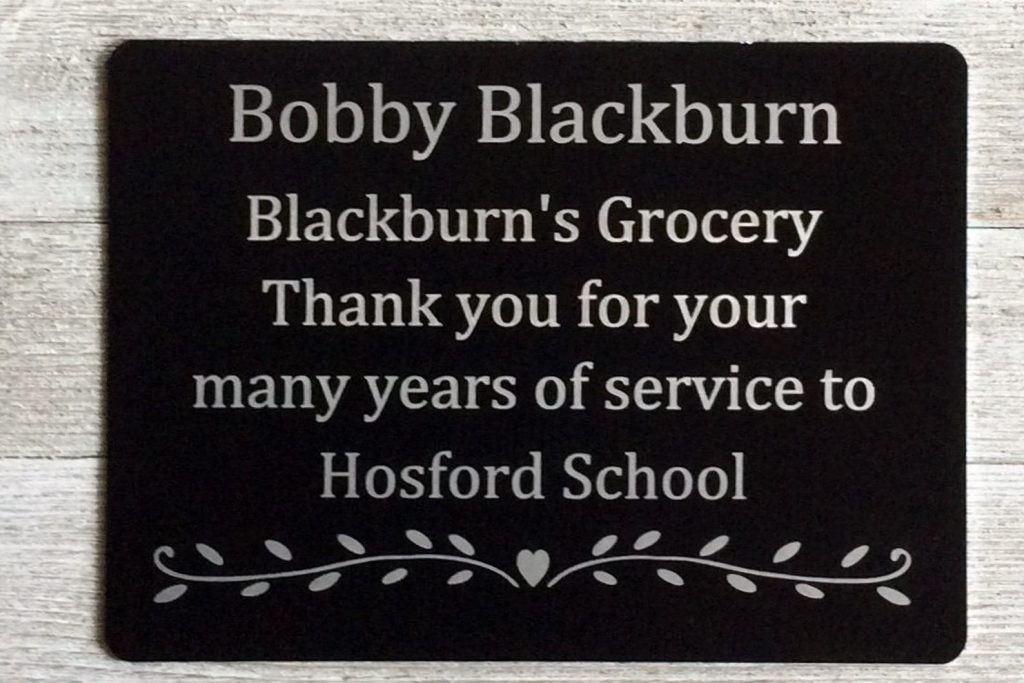 Bobby Blackburn
Blackburn's Grocery
Thank you for your
many years of service to
Hosford School